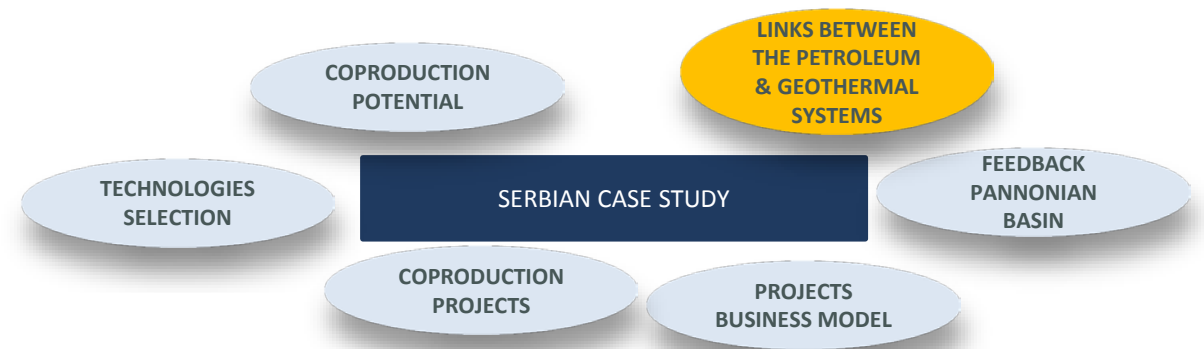 LINKS BETWEEN
THE PETROLEUM
& GEOTHERMAL
SYSTEMS
COPRODUCTION
POTENTIAL
TECHNOLOGIES
SELECTION
SERBIAN CASE STUDY
FEEDBACK
PANNONIAN
BASIN
COPRODUCTION
PROJECTS
PROJECTS
BUSINESS MODEL